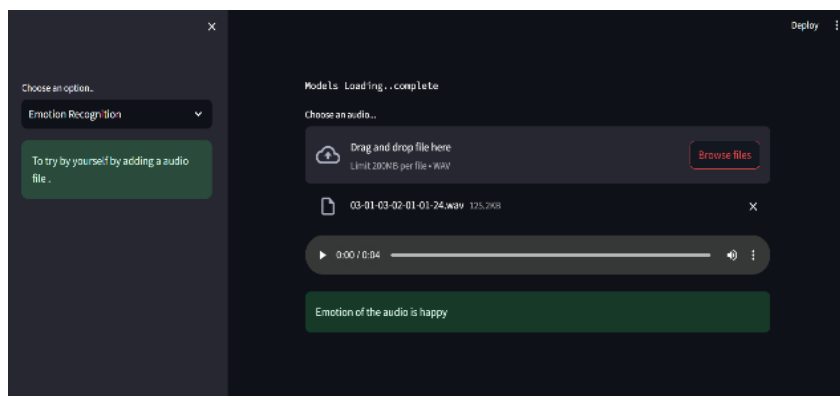 Deploy
Choose an option..
Emotion Recognition
To try by yourself by adding a audio
file .
Models Loading..complete
Choose an audio...
Drag and drop file here
Limit 200MB per file • WAV
Browse files
03-01-03-02-01-01-24.wav 125.2KB
0:00 / 0:04
Emotion of the audio is happy